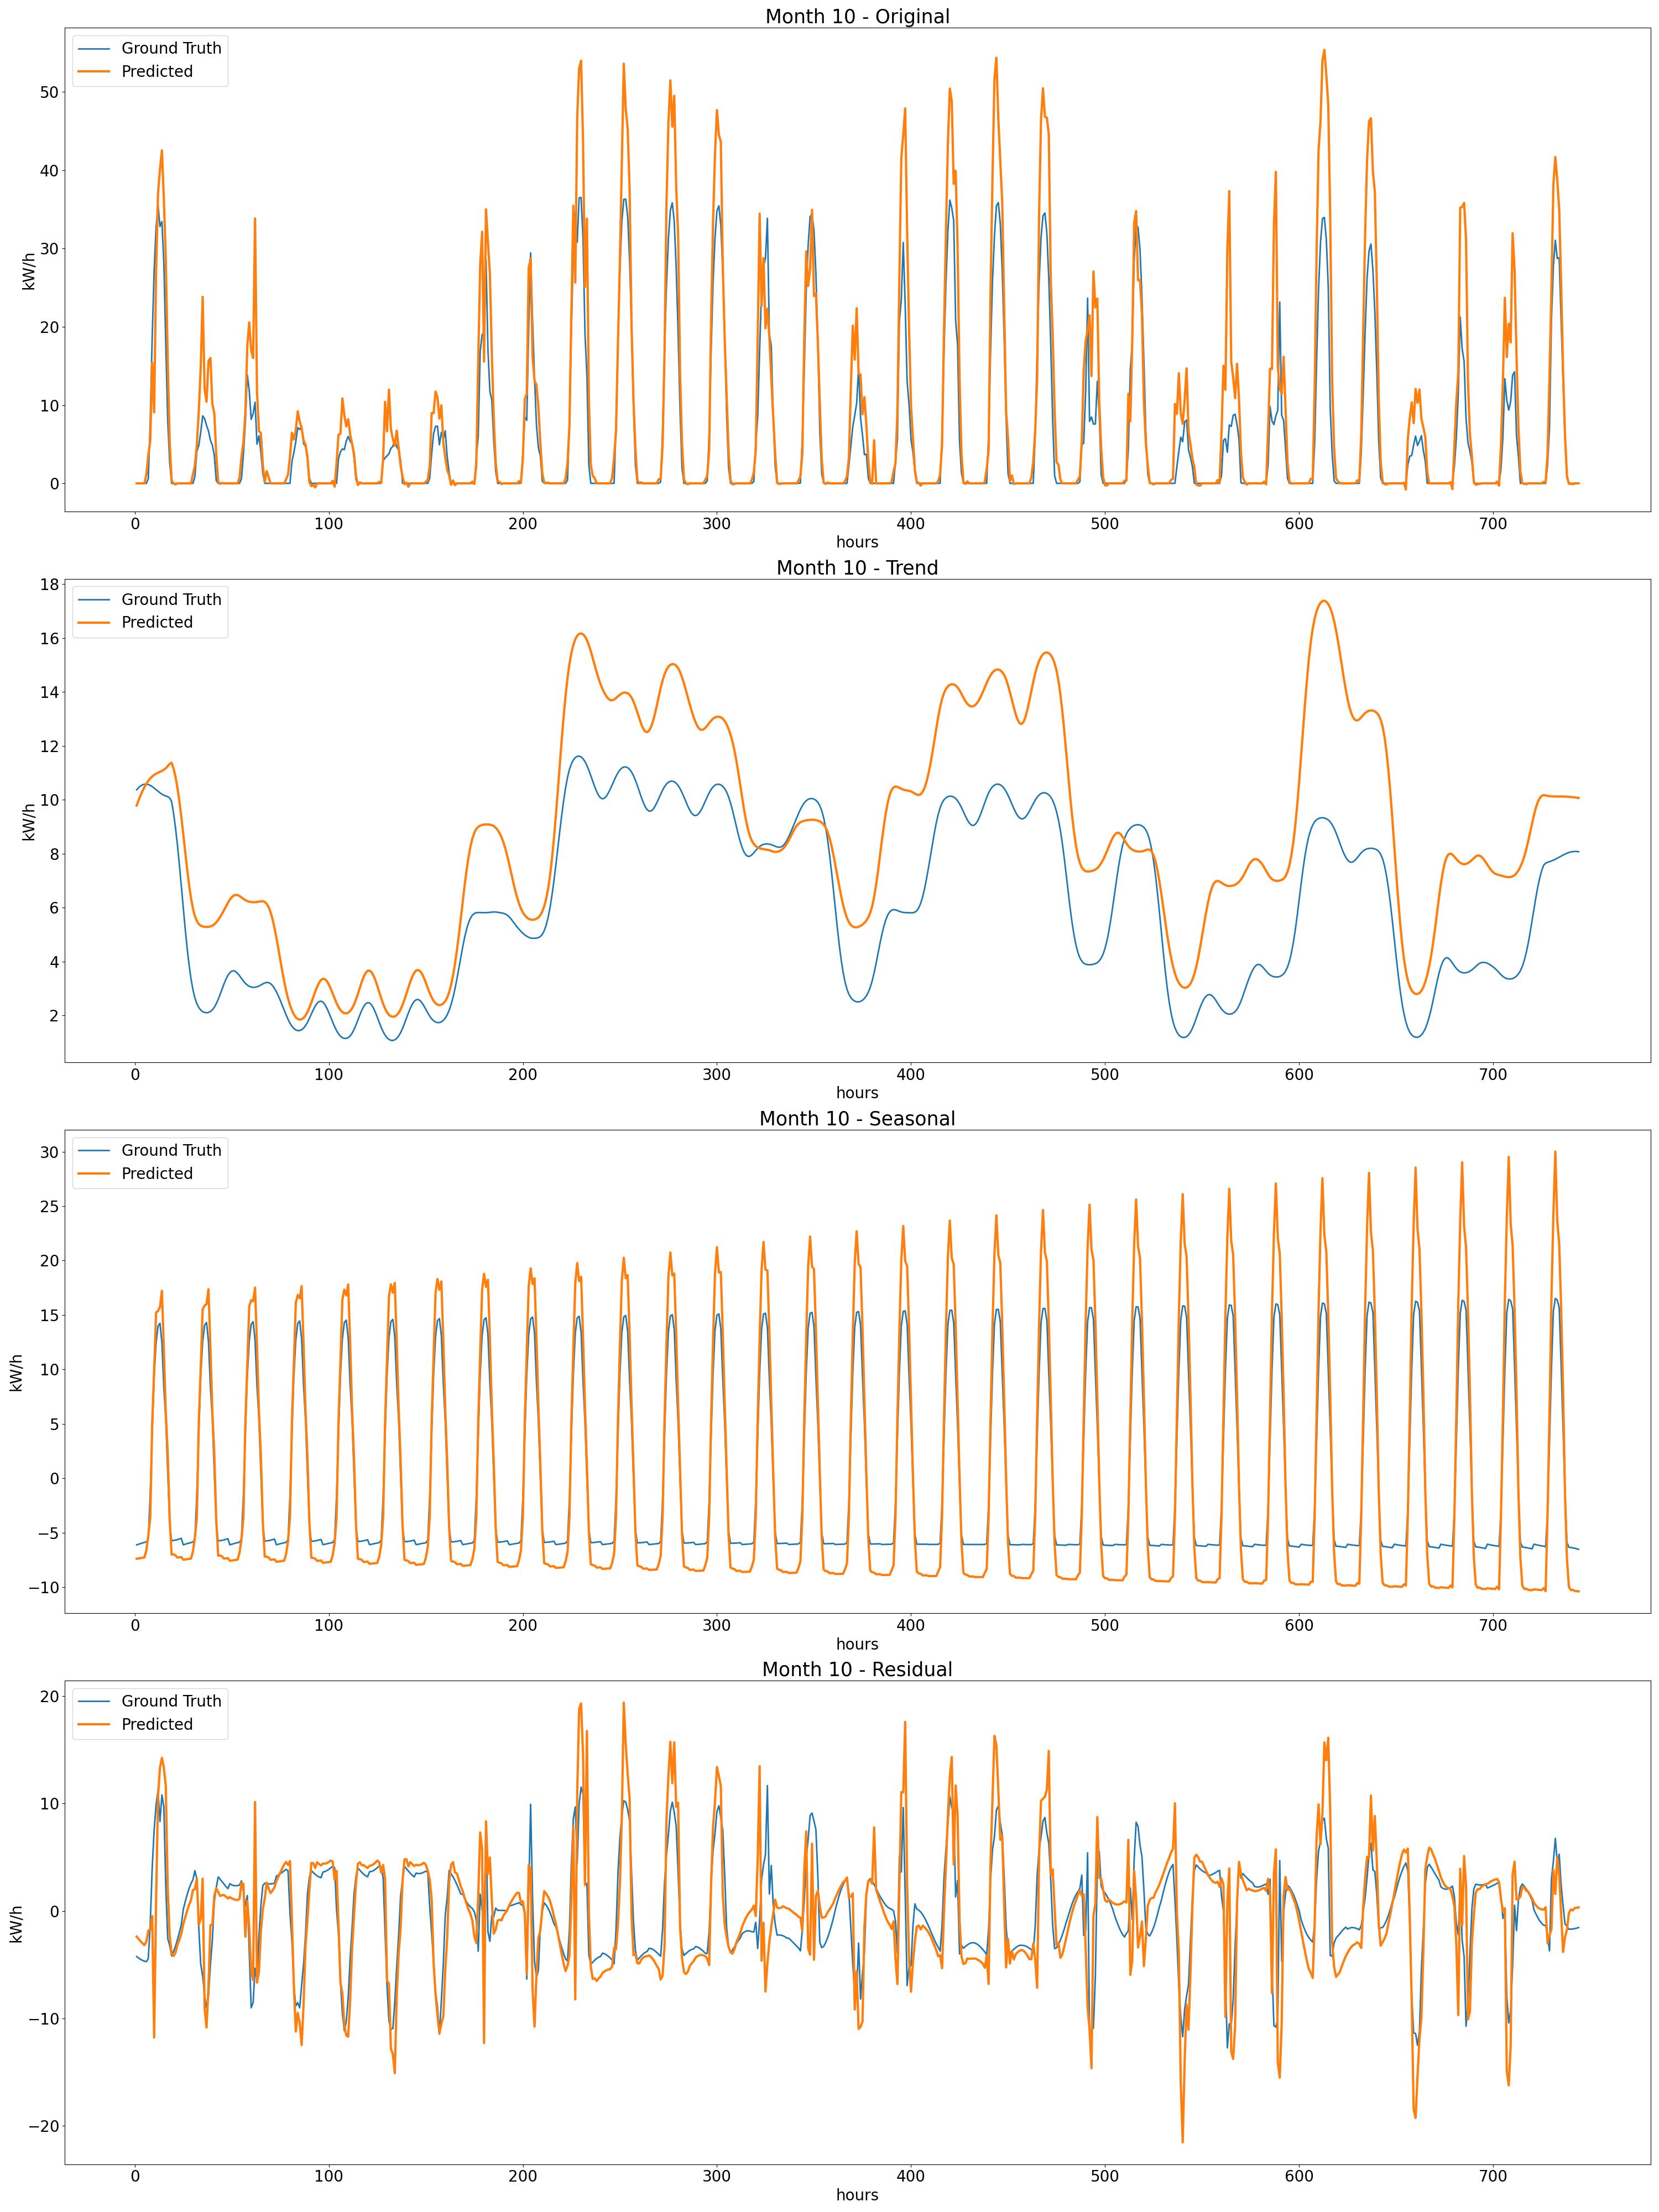 Month 10 - Original
Ground Truth
Predicted
50
40
30
20
10
0
kW/h
0 100 200 300 400 500 600 700
hours
Month 10 - Trend
Ground Truth
Predicted
18
16
14
12
10
8
6
4
2
kW/h
0 100 200 300 400 500 600 700
hours
Month 10 - Seasonal
Ground Truth
Predicted
30
25
20
15
10
5
0
−5
−10
kW/h
0 100 200 300 400 500 600 700
hours
Month 10 - Residual
Ground Truth
Predicted
20
10
0
−10
−20
kW/h
0 100 200 300 400 500 600 700
hours